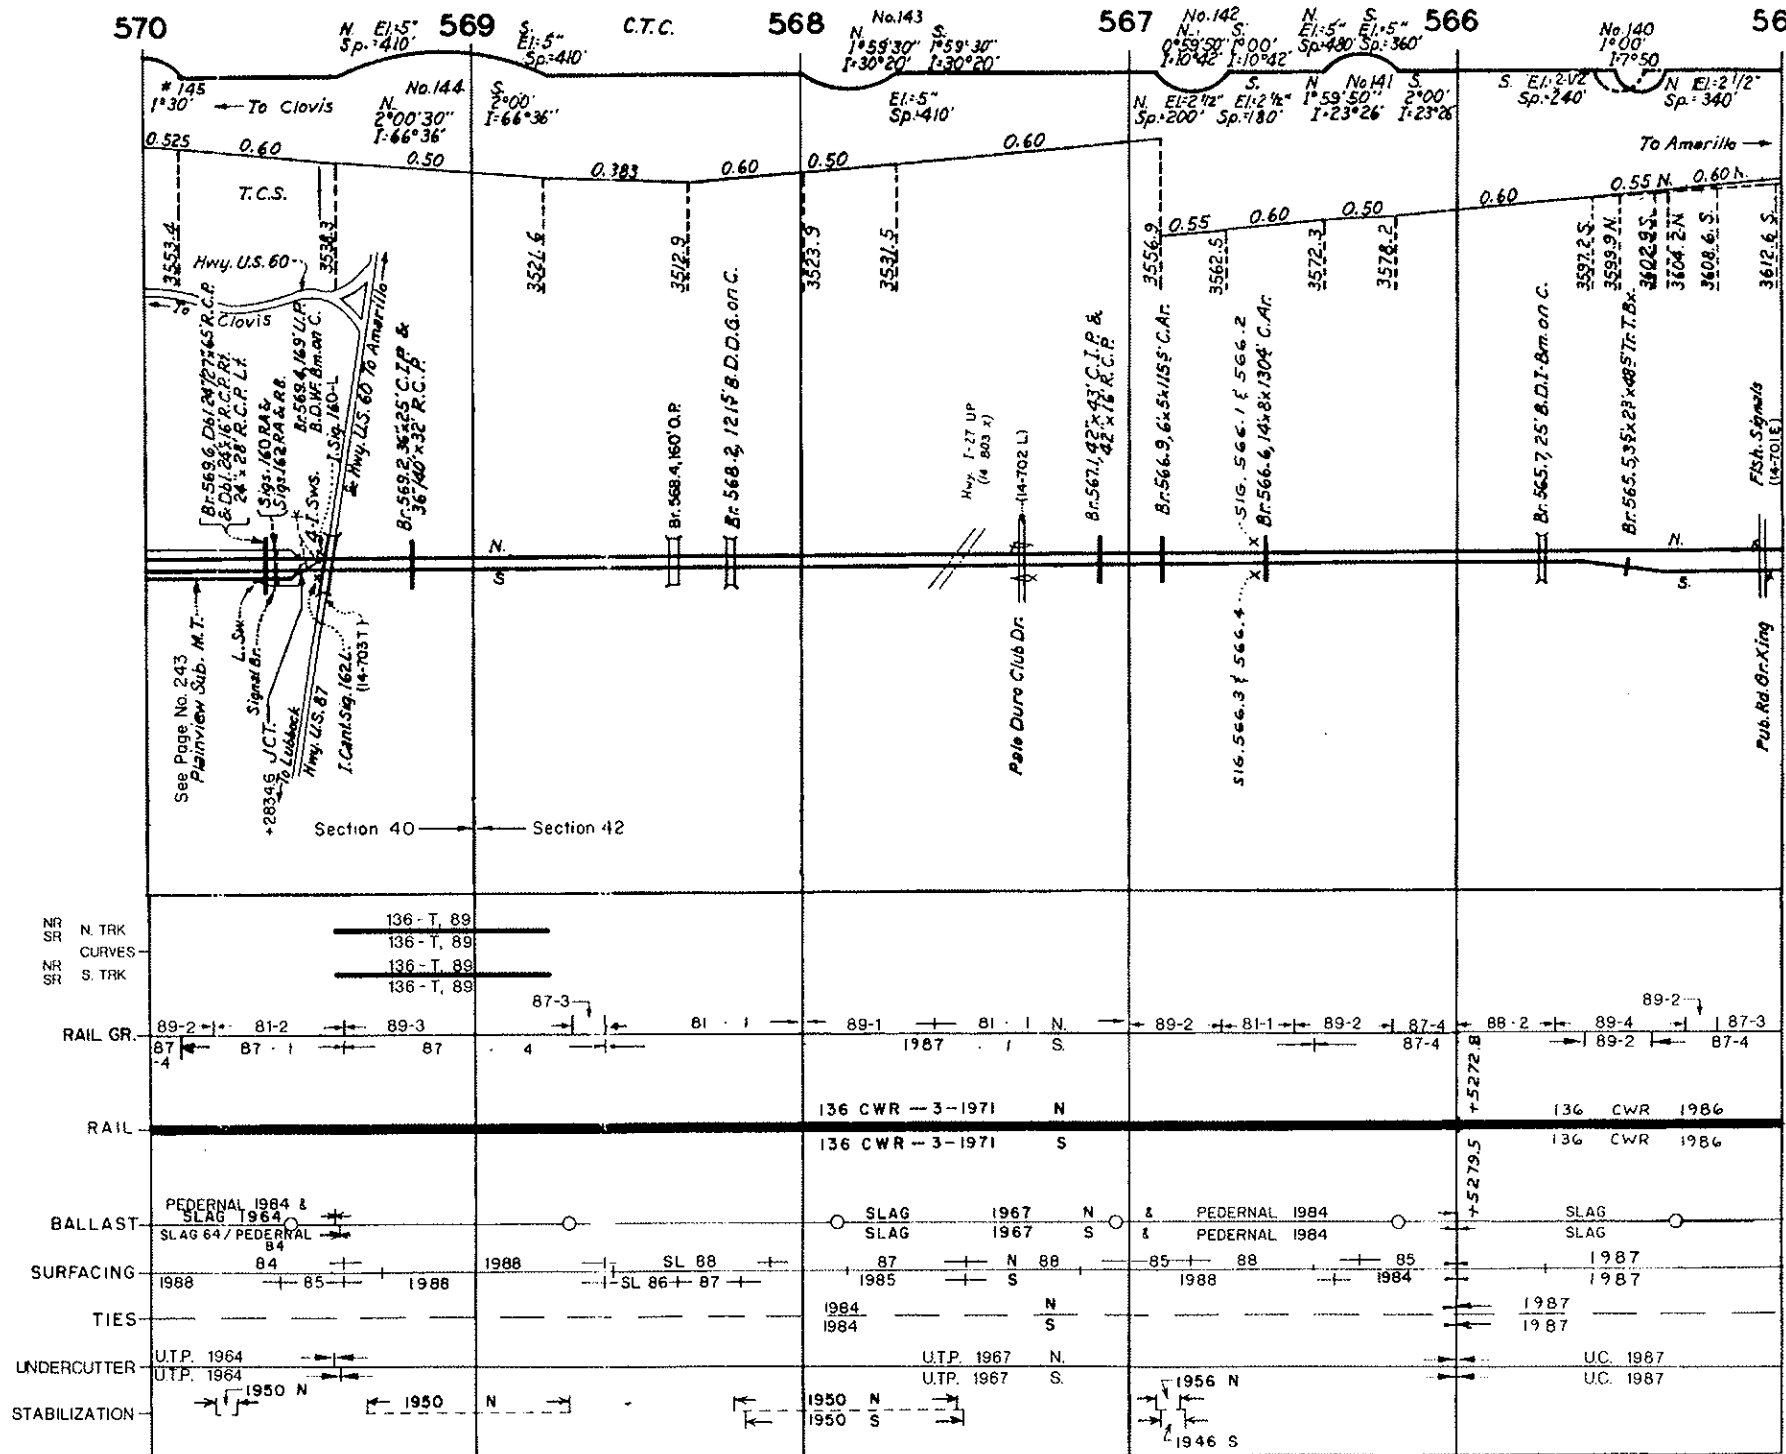 570
569
568
567
566
56
N. El.=5"
Sp.=410'
S.
El.=5"
Sp.=410'
C.T.C.
No.143
N. S.
1°59'30" 1°59'30"
I=30°20' I=30°20'
El.=5"
Sp.=410'
No.142
N. S.
0°59'50" 1°00'
I=10°42' I=10°42'
N. S.
El.=5" El.=5"
Sp.=480' Sp.=360'
No.140
1°00'
I=7°50'
#145
1°30'
To Clovis
No.144
N.
2°00'30"
I=66°36'
S.
2°00'
I=66°36"
N. El.=2 1/2" S. El.=2 1/2"
Sp.=200' Sp.=180'
N No.141 S.
1°59'50" 2°00'
I=23°26' I=23°26'
S. El.=2 1/2"
Sp.=240'
N El.=2 1/2"
Sp.=340'
To Amarillo
0.525 0.60 0.50 0.383 0.60 0.50 0.60
0.55 0.60 0.50 0.60 0.55 N. 0.60 N.
T.C.S.
3553.4
3538.3
3521.6
3512.9
3523.9
3531.5
3556.9
3562.5
3572.3
3578.2
3597.2 S.
3599.9 N.
3602.9 S.
3604.2 N
3608.6 S.
3612.6 S.
Hwy. U.S. 60
To Clovis
Br.569.6, Dbl.24"/27"x65' R.C.P.
& Dbl.24"x16' R.C.P. Rt.
24" x 28' R.C.P. Lt.
Sigs.160 RA &
Sigs.162 RA & RB.
Br.569.4, 169' U.P.
B.D.W.F. Bm. on C.
4-I. Sws.
I. Sig. 160-L
& Hwy. U.S. 60 To Amarillo
Br.569.2, 36"x25' C.I.P. &
36"/40"x32' R.C.P.
Br.568.4, 160' O.P.
Br. 568.2, 1215' B.D.D.G. on C.
Hwy. I-27 UP
(14 803 x)
(14-702 L)
Br.567.1, 42"x43' C.I.P. &
42"x16' R.C.P.
Br.566.9, 6x5x115.5' C.Ar.
SIG. 566.1 & 566.2
Br.566.6, 14x8x130.4' C.Ar.
Br.565.7, 25' B.D.I-Bm. on C.
Br.565.5, 3.5'x2.3'x48.5' Tr. T.Bx.
Flsh. Signals
(14-701 E)
N.
S
N.
S.
See Page No. 243
Plainview Sub. M.T.
L. Sw.
Signal Br.
+2834.6 JCT.
To Lubbock
Hwy. U.S. 87
I. Cant. Sig. 162 L.
(14-703 T)
Palo Duro Club Dr.
SIG. 566.3 & 566.4
Pub. Rd. Gr. Xing
Section 40
Section 42
NR
SR
N. TRK
CURVES
NR
SR
S. TRK
136 - T, 89
136 - T, 89
136 - T, 89
136 - T, 89
87-3
89-2
RAIL GR.
89-2 81-2 89-3 81 - 1 89-1 81 - 1 N. 89-2 81-1 89-2 87-4 88-2 89-4 87-3
87-4 87 - 1 87 - 4 1987 - 1 S. 87-4 89-2 87-4
RAIL
136 CWR — 3-1971 N
136 CWR — 3-1971 S
+5272.8
+5279.5
136 CWR 1986
136 CWR 1986
BALLAST
PEDERNAL 1984 &
SLAG 1964
SLAG 64 / PEDERNAL
84
SLAG 1967 N & PEDERNAL 1984
SLAG 1967 S & PEDERNAL 1984
SLAG
SLAG
SURFACING
84 1988 SL 88 87 N 88 85 88 85 1987
1988 85 1988 SL 86 87 1985 S 1988 1984 1987
TIES
1984 N
1984 S
1987
1987
UNDERCUTTER
U.T.P. 1964
U.T.P. 1964
U.T.P. 1967 N.
U.T.P. 1967 S.
U.C. 1987
U.C. 1987
STABILIZATION
1950 N
1950 N
1950 N
1950 S
1956 N
1946 S